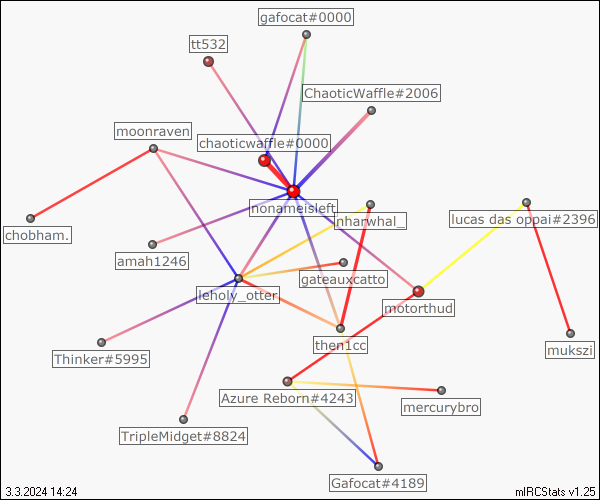 gafocat#0000
tt532
ChaoticWaffle#2006
moonraven
chaoticwaffle#0000
nonameisleft
nharwhal_
lucas das oppai#2396
chobham.
amah1246
gateauxcatto
leholy_otter
motorthud
then1cc
mukszi
Thinker#5995
Azure Reborn#4243
mercurybro
TripleMidget#8824
Gafocat#4189
3.3.2024 14:24
mIRCStats v1.25